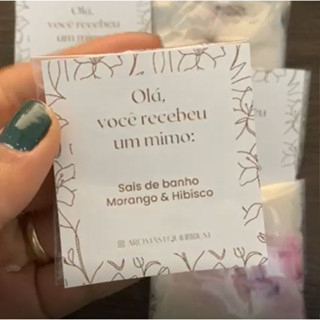 Olá,
você recebeu
um mimo:
Sais de banho
Morango & Hibisco